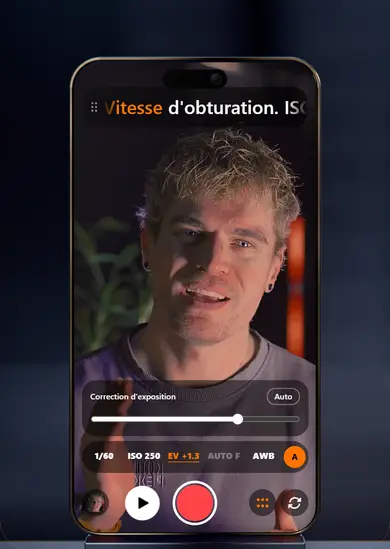 Vitesse d'obturation. ISO
Correction d'exposition Auto
1/60 ISO 250 EV +1.3 AUTO F AWB A